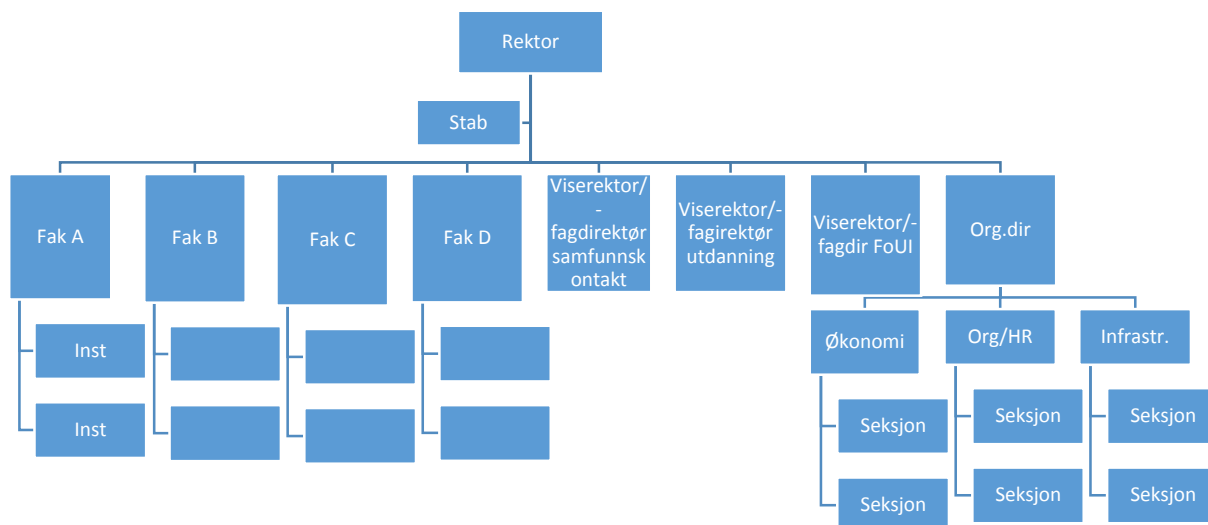 Rektor
Stab
Fak A
Fak B
Fak C
Fak D
Viserektor/
-
fagdirektør
samfunnsk
ontakt
Viserektor/-
fagirektør
utdanning
Viserektor/-
fagdir FoUI
Org.dir
Inst
Inst
Økonomi
Org/HR
Infrastr.
Seksjon
Seksjon
Seksjon
Seksjon
Seksjon
Seksjon